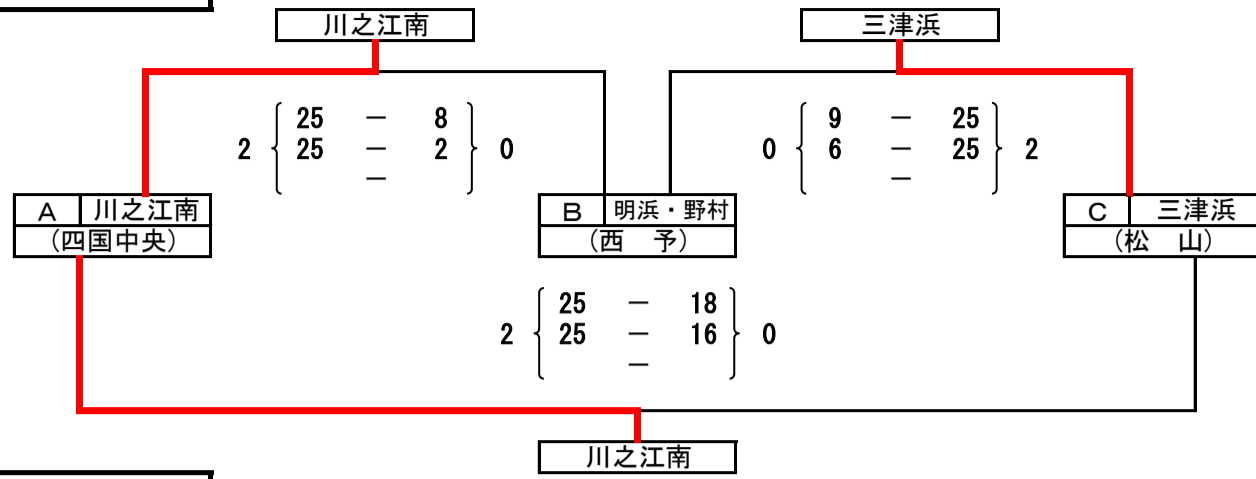 川之江南
三津浜
25 － 8
2 25 － 2 0
－
9 － 25
0 6 － 25 2
－
A 川之江南
(四国中央)
B 明浜・野村
(西 予)
C 三津浜
(松 山)
25 － 18
2 25 － 16 0
－
川之江南